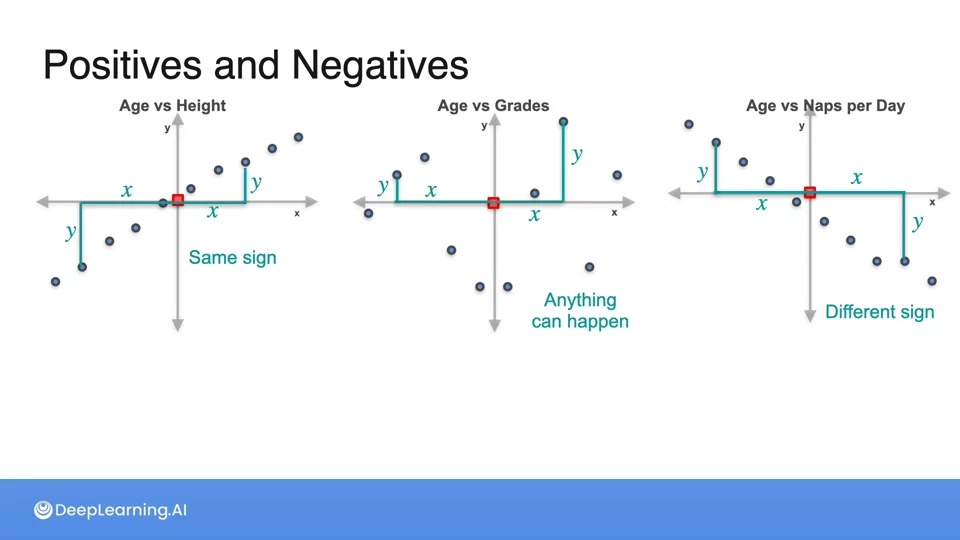 Positives and Negatives
Age vs Height
y
x
y
x
y
x
Same sign
Age vs Grades
y
y
y
x
x
x
Anything
can happen
Age vs Naps per Day
y
y
x
x
x
y
Different sign
DeepLearning.AI